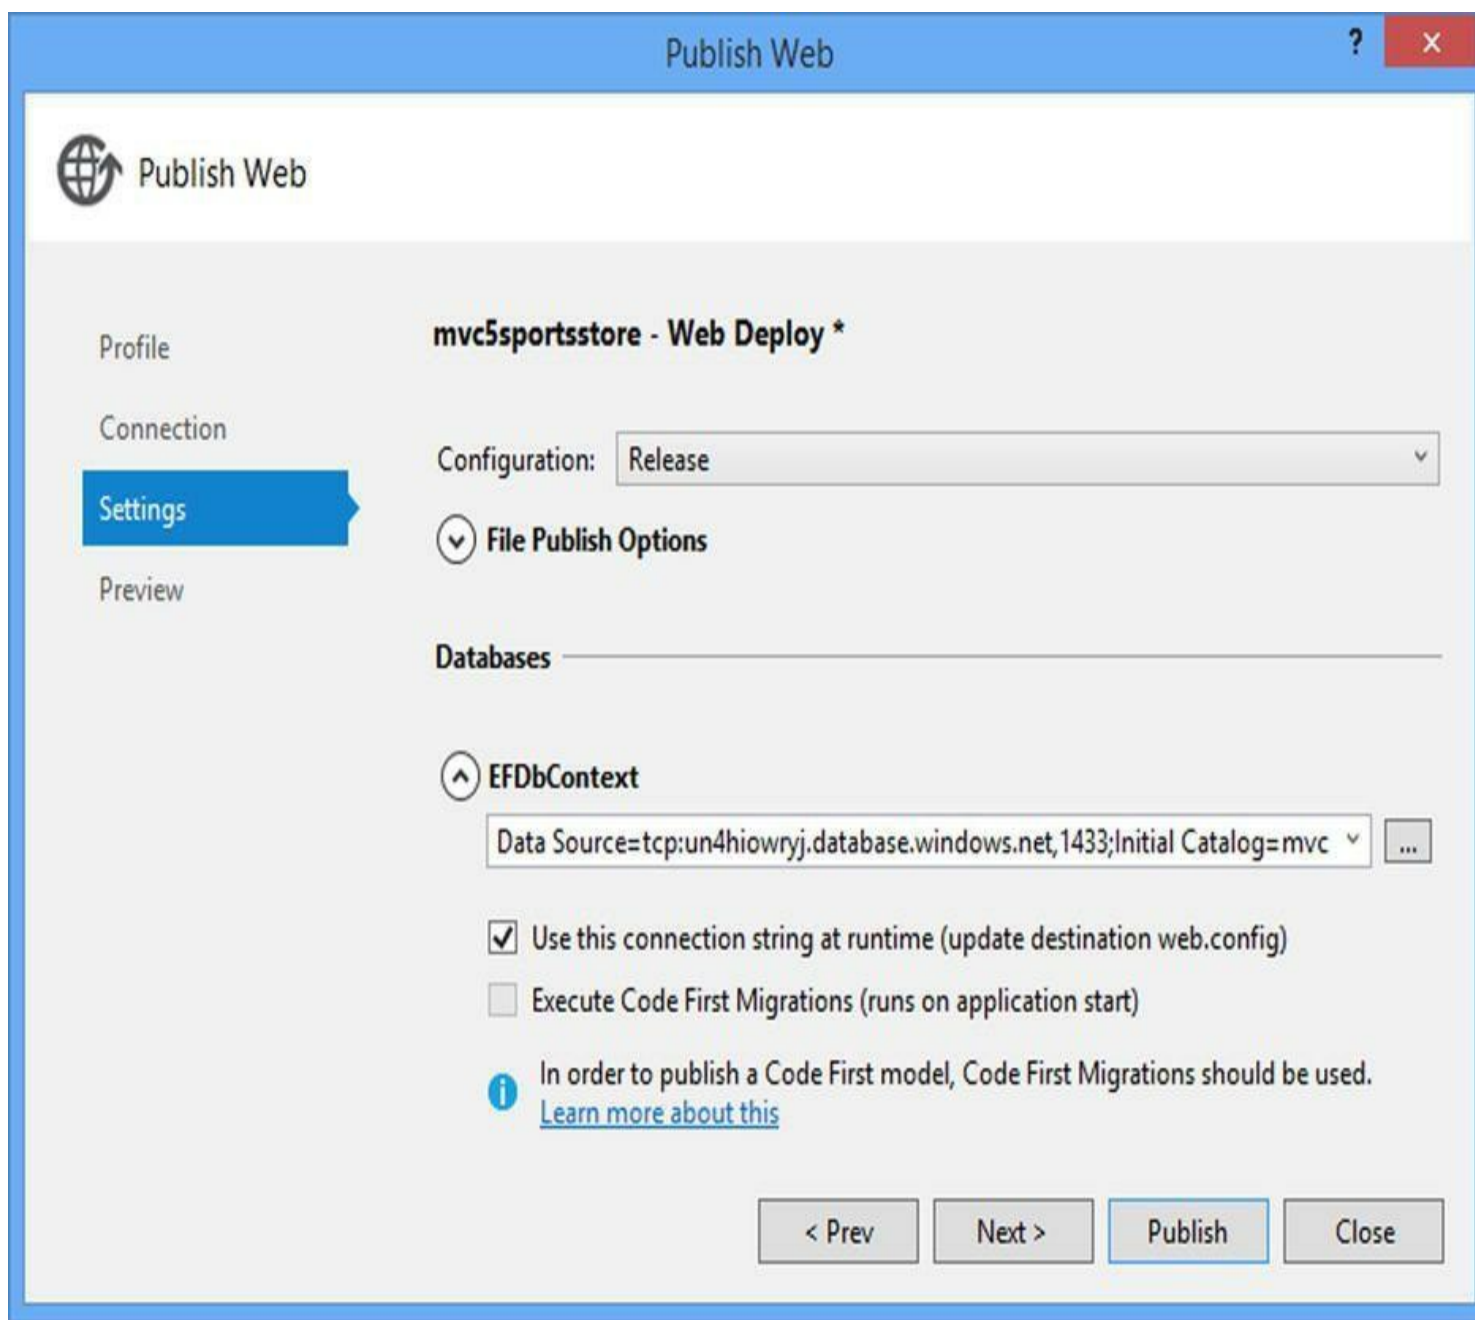 Publish Web
?
X
Publish Web
Profile
Connection
Settings
Preview
mvc5sportsstore - Web Deploy *
Configuration: Release
File Publish Options
Databases
EFDbContext
Data Source=tcp:un4hiowryj.database.windows.net,1433;Initial Catalog=mvc
...
Use this connection string at runtime (update destination web.config)
Execute Code First Migrations (runs on application start)
In order to publish a Code First model, Code First Migrations should be used.
Learn more about this
< Prev
Next >
Publish
Close